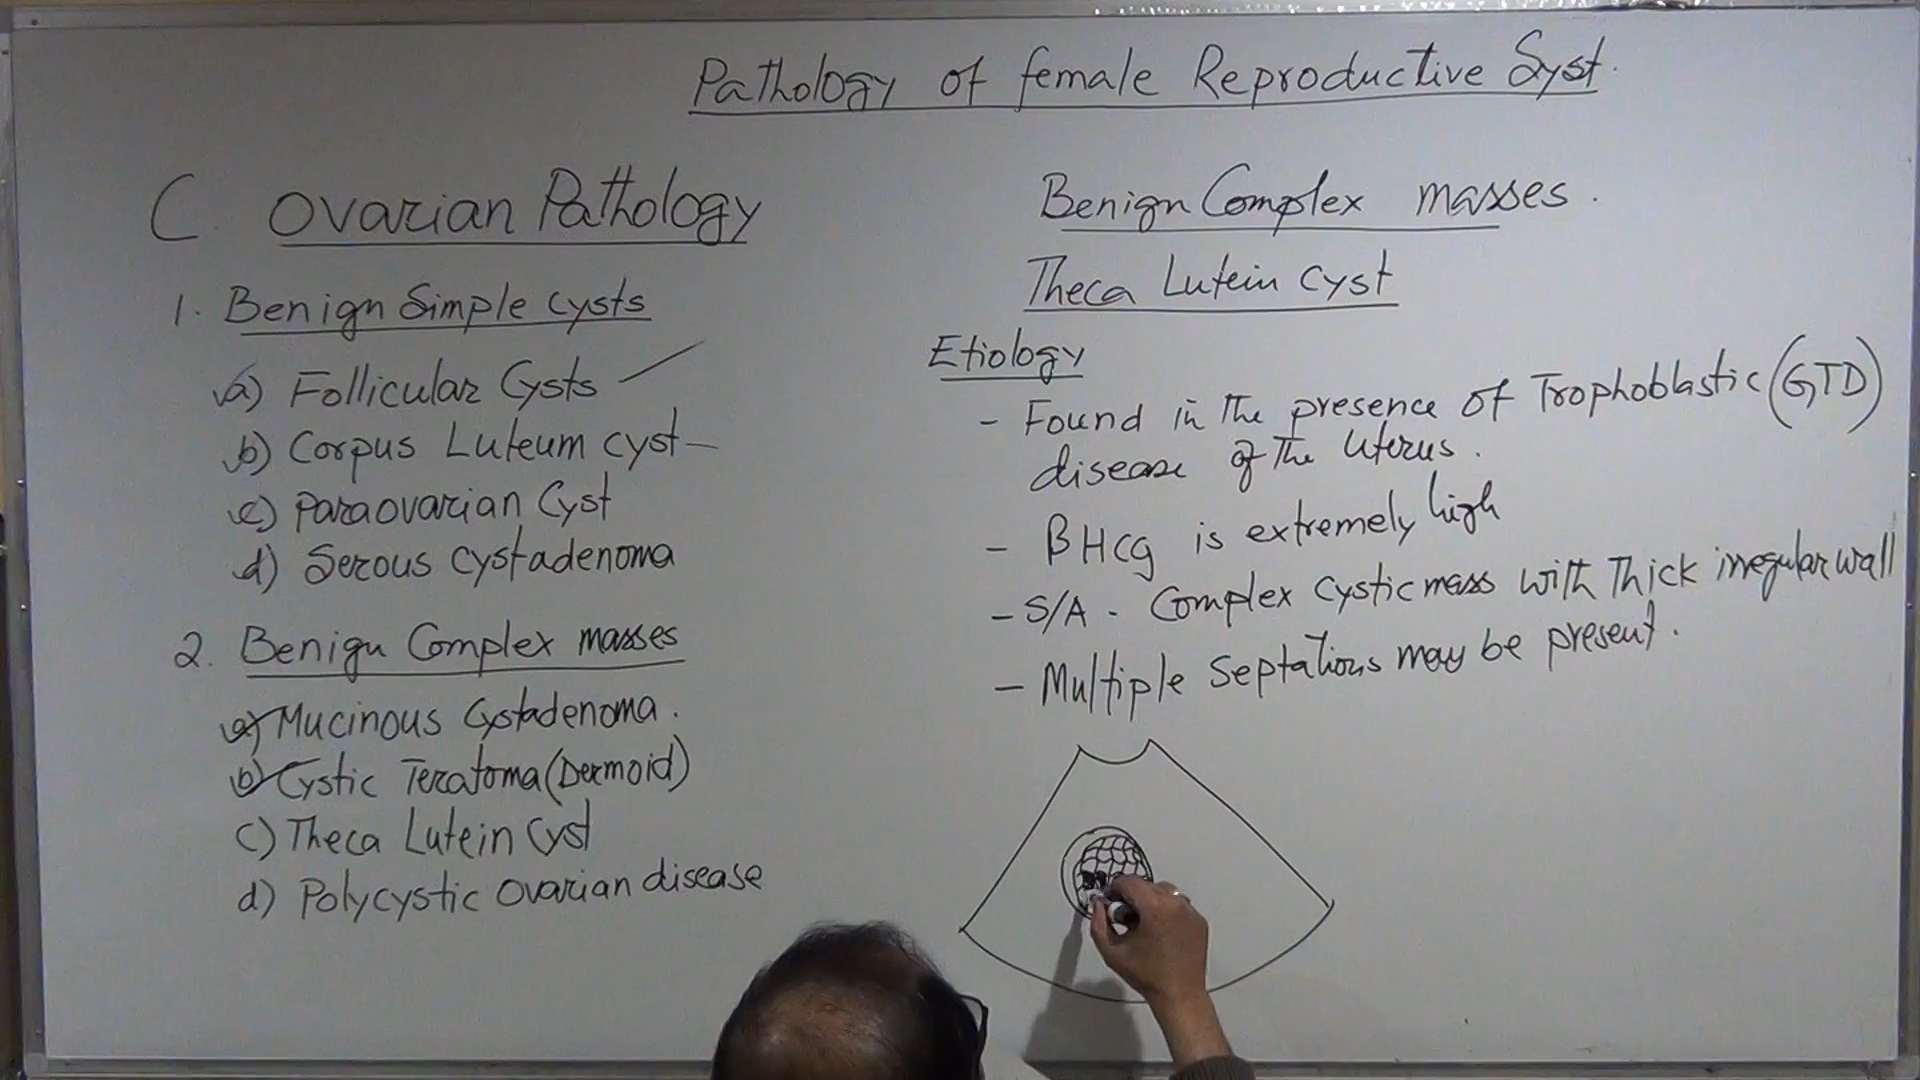 Pathology of female Reproductive Syst.
C. Ovarian Pathology
1. Benign Simple Cysts
a) Follicular Cysts
b) Corpus Luteum cyst
c) Paraovarian Cyst
d) Serous Cystadenoma
2. Benign Complex masses
a) Mucinous Cystadenoma.
b) Cystic Teratoma (Dermoid)
c) Theca Lutein Cyst
d) Polycystic Ovarian disease
Benign Complex masses.
Theca Lutein Cyst
Etiology
- Found in the presence of Trophoblastic (GTD)
disease of the Uterus.
- βHCG is extremely high
- S/A - Complex cystic mass with Thick irregular wall
- Multiple Septations may be present.